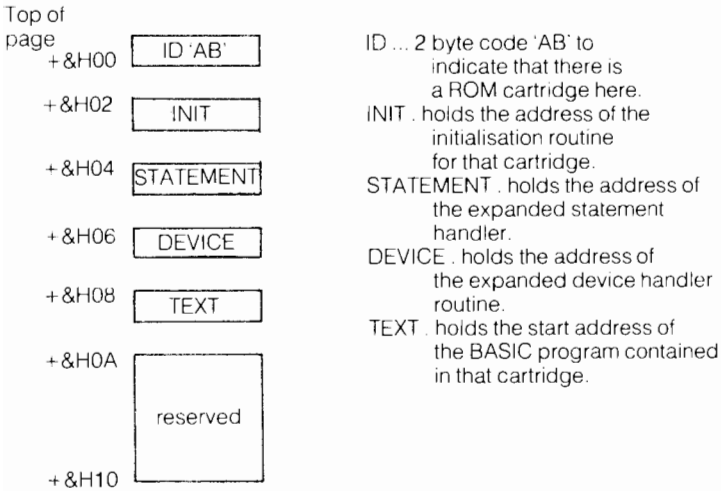 Top of
page
+&H00
ID 'AB'
+&H02
INIT
+&H04
STATEMENT
+&H06
DEVICE
+&H08
TEXT
+&H0A
reserved
+&H10
ID ... 2 byte code 'AB' to
indicate that there is
a ROM cartridge here.
INIT . holds the address of the
initialisation routine
for that cartridge.
STATEMENT . holds the address of
the expanded statement
handler.
DEVICE . holds the address of
the expanded device handler
routine.
TEXT . holds the start address of
the BASIC program contained
in that cartridge.